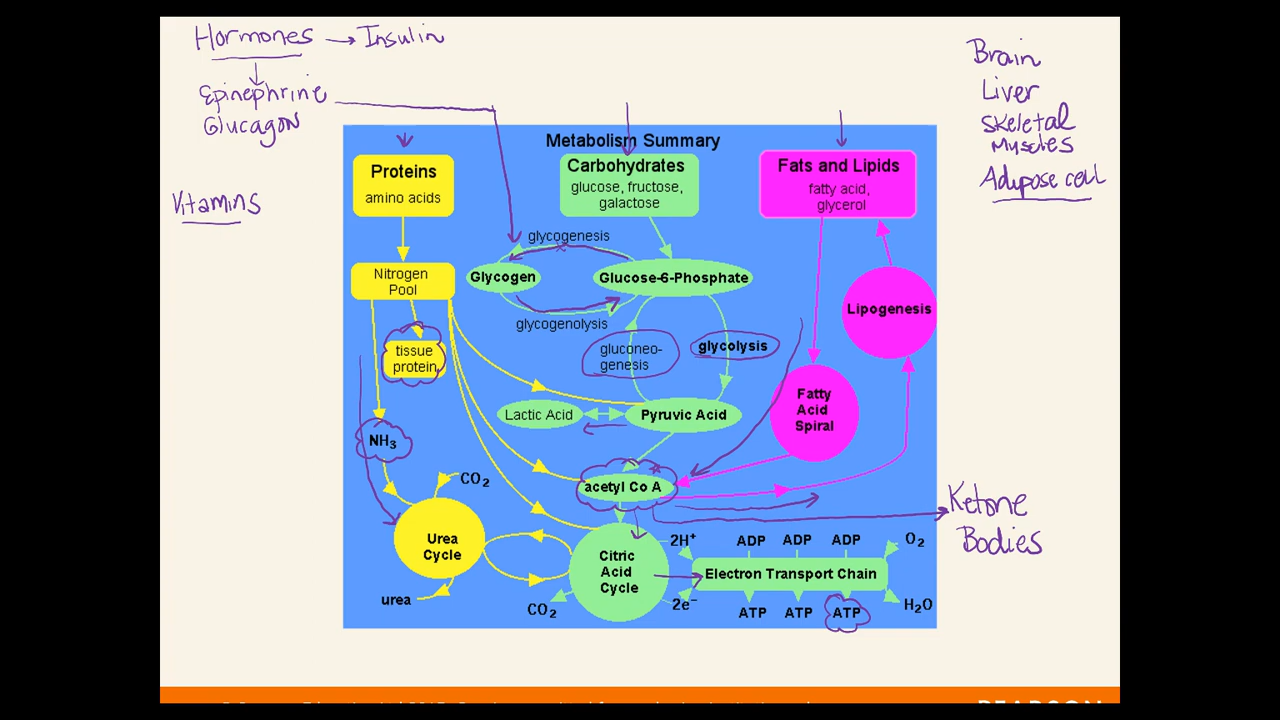 Hormones → Insulin
Epinephrine
Glucagon
Vitamins
Brain
Liver
Skeletal
Muscles
Adipose cell
Metabolism Summary
Proteins
amino acids
Carbohydrates
glucose, fructose,
galactose
Fats and Lipids
fatty acid,
glycerol
Nitrogen
Pool
glycogenesis
Glycogen
Glucose-6-Phosphate
glycogenolysis
Lipogenesis
tissue
protein
gluconeo-
genesis
glycolysis
Lactic Acid
Pyruvic Acid
Fatty
Acid
Spiral
NH3
CO2
acetyl Co A
Ketone
Bodies
Urea
Cycle
urea
Citric
Acid
Cycle
CO2
2H+
2e-
ADP ADP ADP
O2
Electron Transport Chain
ATP ATP ATP
H2O